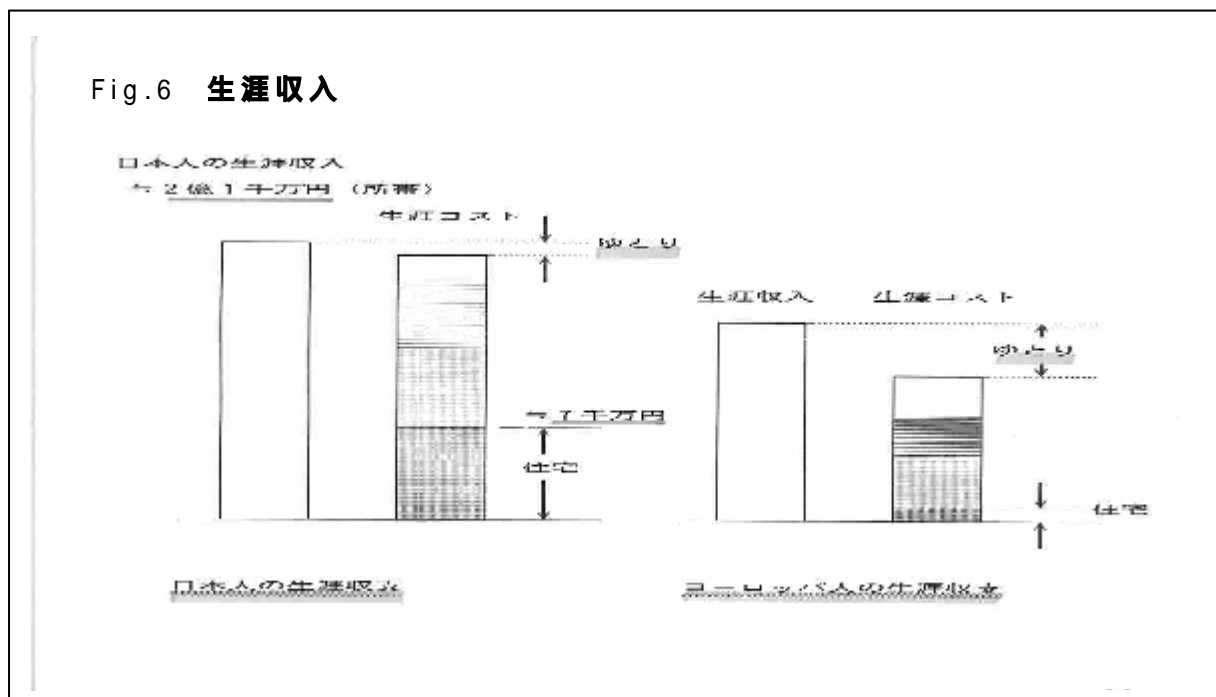 Fig.6 生涯収入
日本人の生涯収入
≒2億1千万円（所帯）
生涯コスト
ゆとり
生涯収入 生涯コスト
ゆとり
≒7千万円
住宅
住宅
日本人の生涯収支
ヨーロッパ人の生涯収支